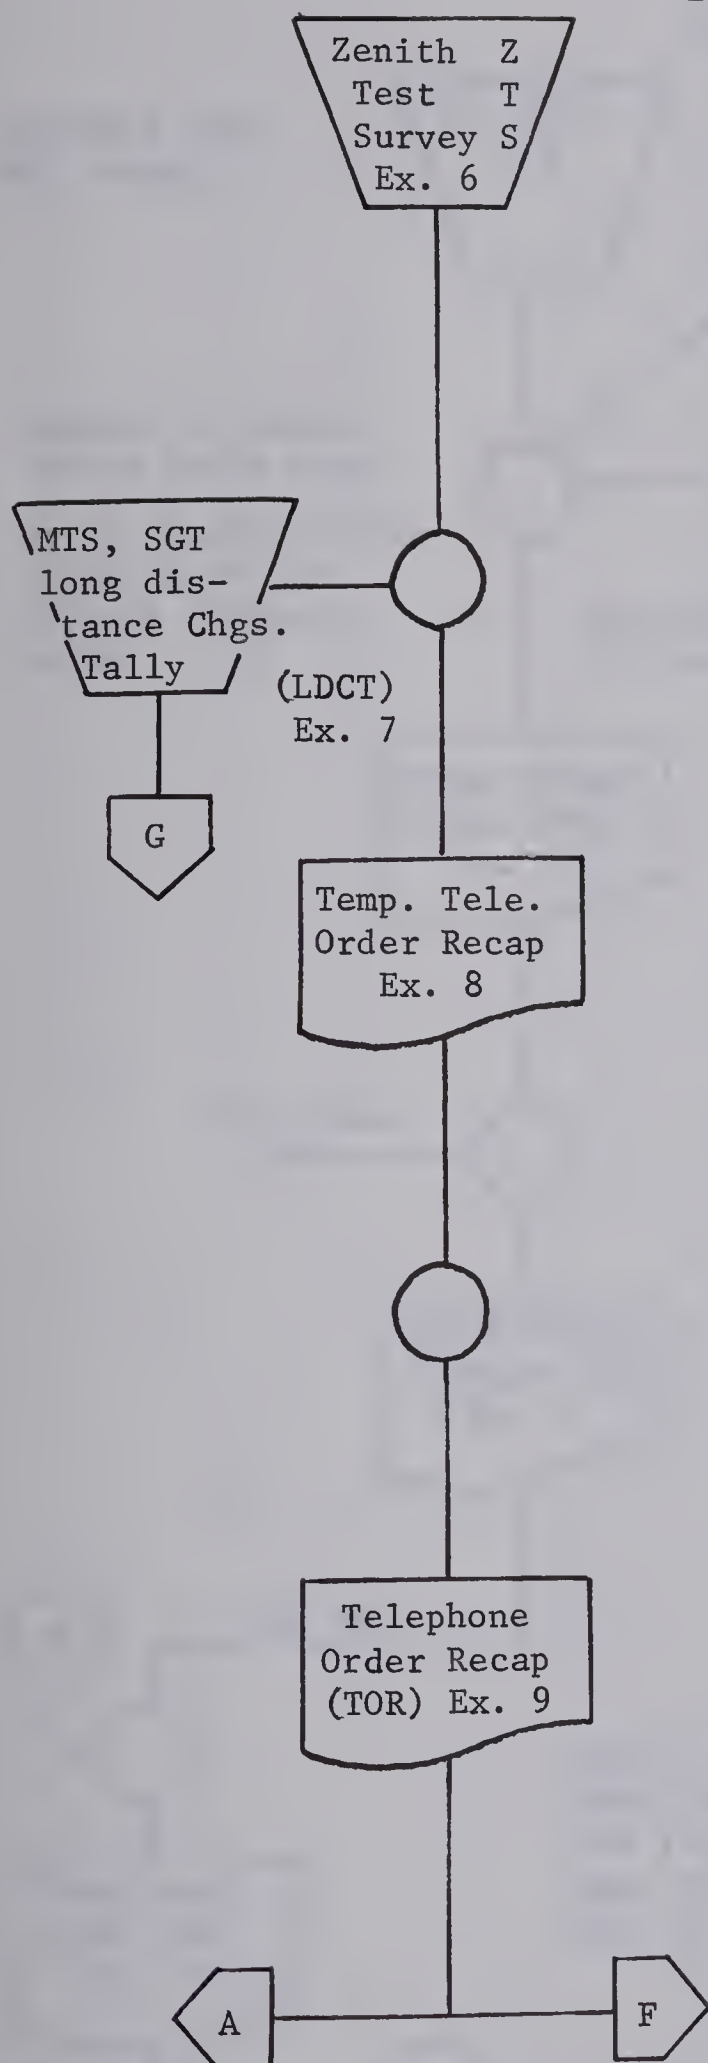 Zenith Z
Test T
Survey S
Ex. 6
MTS, SGT
long dis-
tance Chgs.
Tally
(LDCT)
Ex. 7
G
Temp. Tele.
Order Recap
Ex. 8
Telephone
Order Recap
(TOR) Ex. 9
A
F